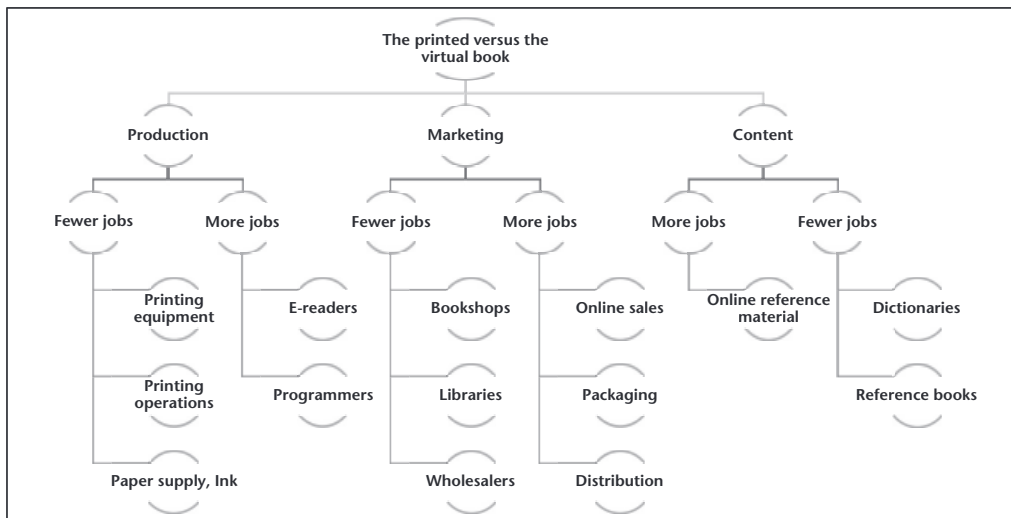 The printed versus the
virtual book
Production
Marketing
Content
Fewer jobs
More jobs
Fewer jobs
More jobs
More jobs
Fewer jobs
Printing
equipment
E-readers
Bookshops
Online sales
Online reference
material
Dictionaries
Printing
operations
Programmers
Libraries
Packaging
Reference books
Paper supply, Ink
Wholesalers
Distribution